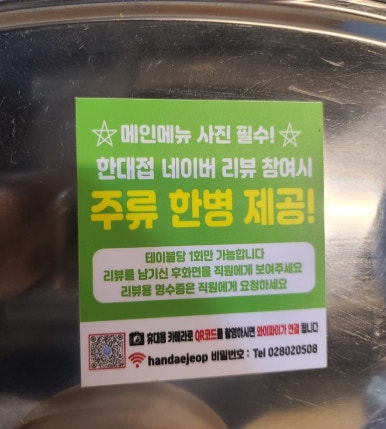 메인메뉴 사진 필수!
한대접 네이버 리뷰 참여시
주류 한병 제공!
테이블당 1회만 가능합니다
리뷰를 남기신 후화면을 직원에게 보여주세요
리뷰용 영수증은 직원에게 요청하세요
휴대용 카메라로 QR코드를 촬영하시면 와이파이가 연결 됩니다
handaejeop 비밀번호 : Tel 028020508